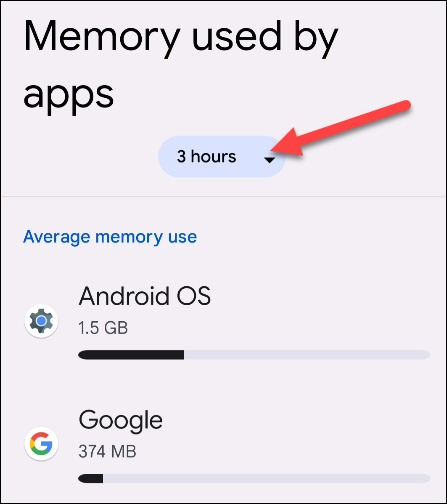 Memory used by
apps
3 hours
Average memory use
Android OS
1.5 GB
Google
374 MB